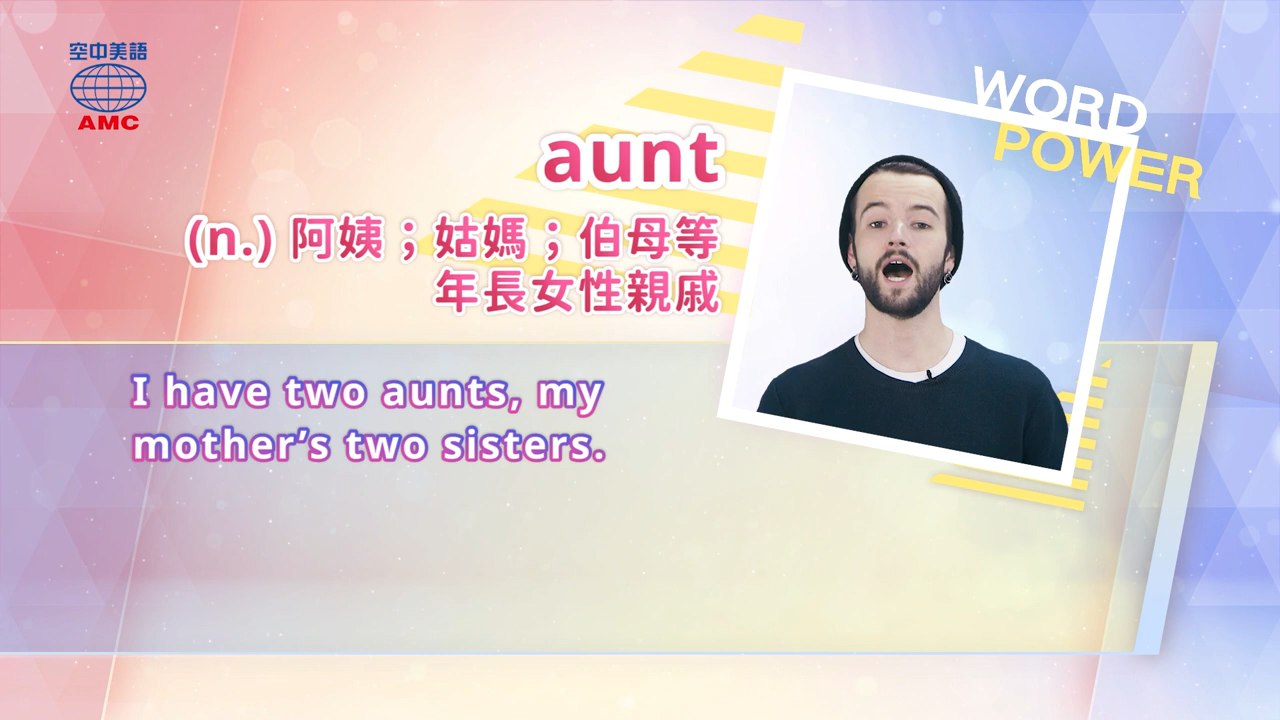 空中美語
AMC
WORD
POWER
aunt
(n.) 阿姨；姑媽；伯母等
年長女性親戚
I have two aunts, my
mother’s two sisters.